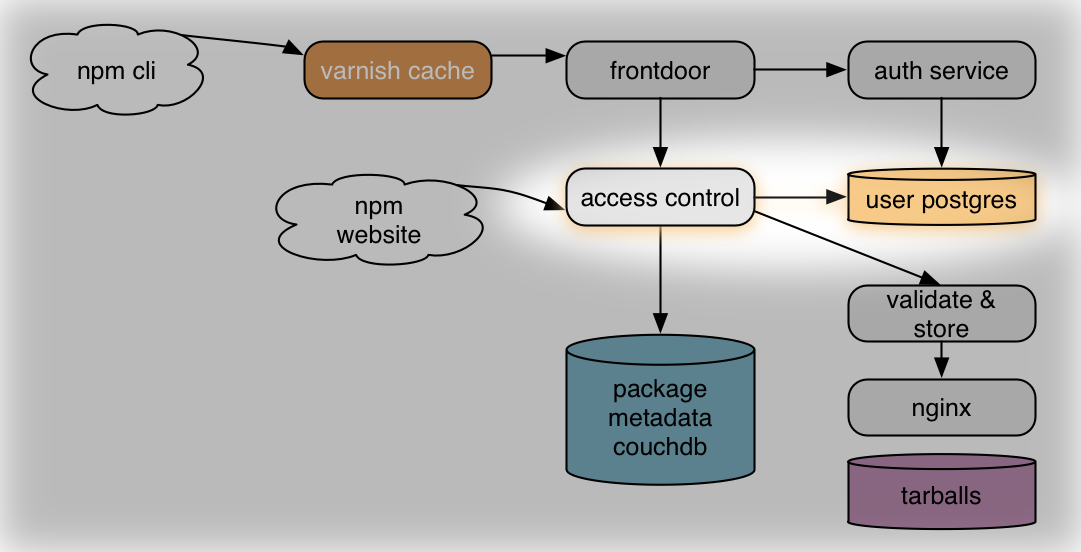 npm cli
varnish cache
frontdoor
auth service
npm
website
access control
user postgres
validate &
store
package
metadata
couchdb
nginx
tarballs